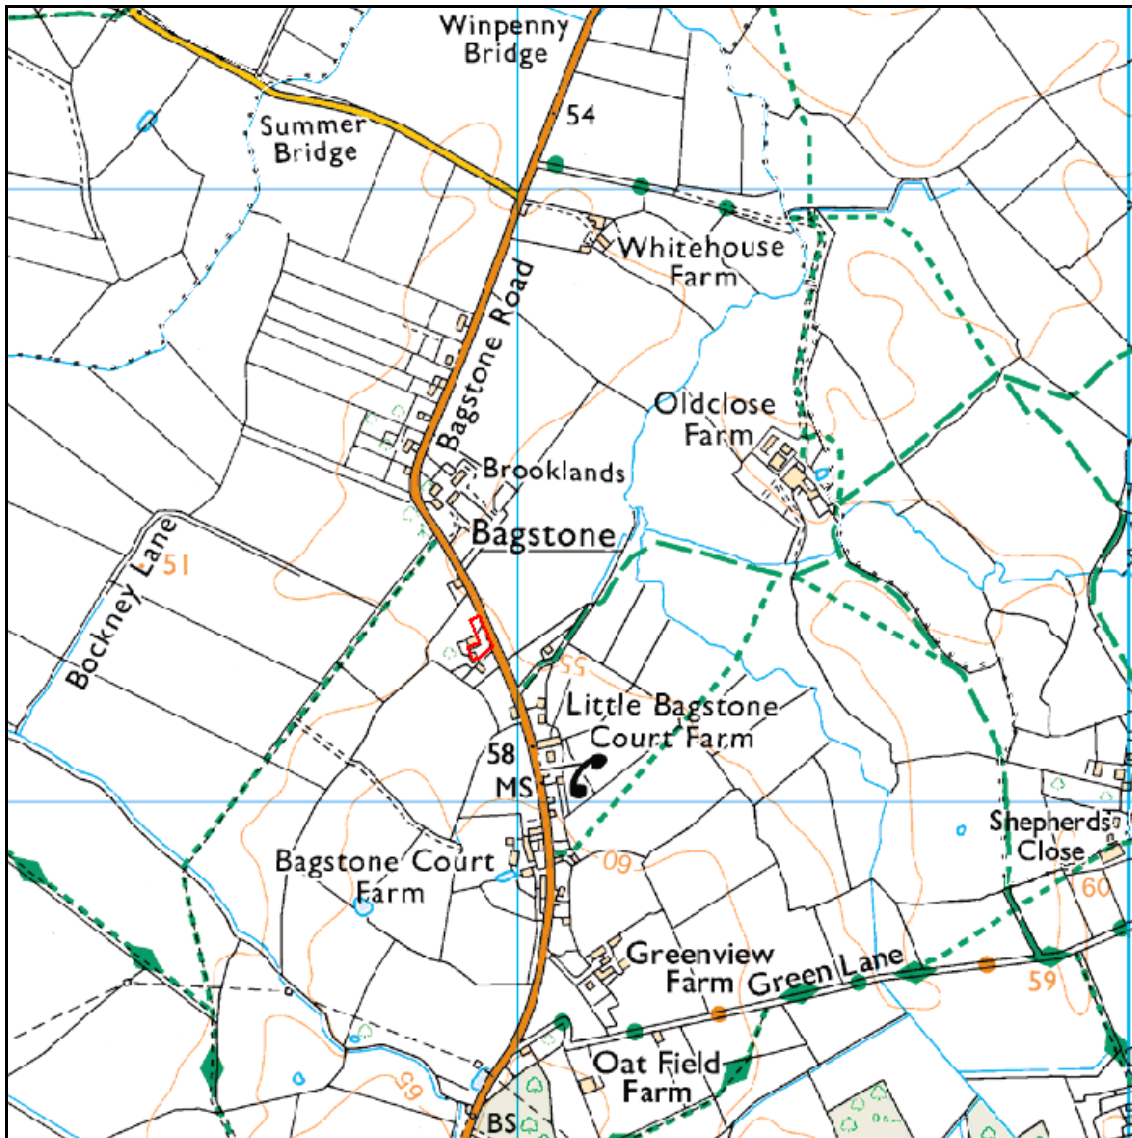 Winpenny
Bridge
54
Summer
Bridge
Whitehouse
Farm
Bagstone Road
Oldclose
Farm
Brooklands
Bagstone
51
Bockney Lane
55
Little Bagstone
Court Farm
58
MS
Shepherds
Close
60
Bagstone Court
Farm
60
Greenview
Farm
Green Lane
59
Oat Field
Farm
65
BS